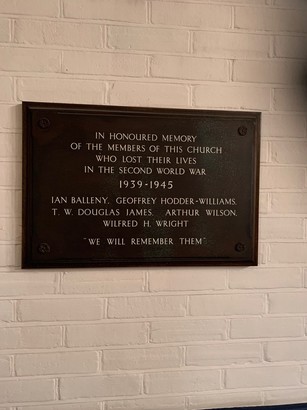 IN HONOURED MEMORY
OF THE MEMBERS OF THIS CHURCH
WHO LOST THEIR LIVES
IN THE SECOND WORLD WAR
1939-1945
IAN BALLENY, GEOFFREY HODDER-WILLIAMS,
T. W. DOUGLAS JAMES, ARTHUR WILSON,
WILFRED H. WRIGHT
"WE WILL REMEMBER THEM"